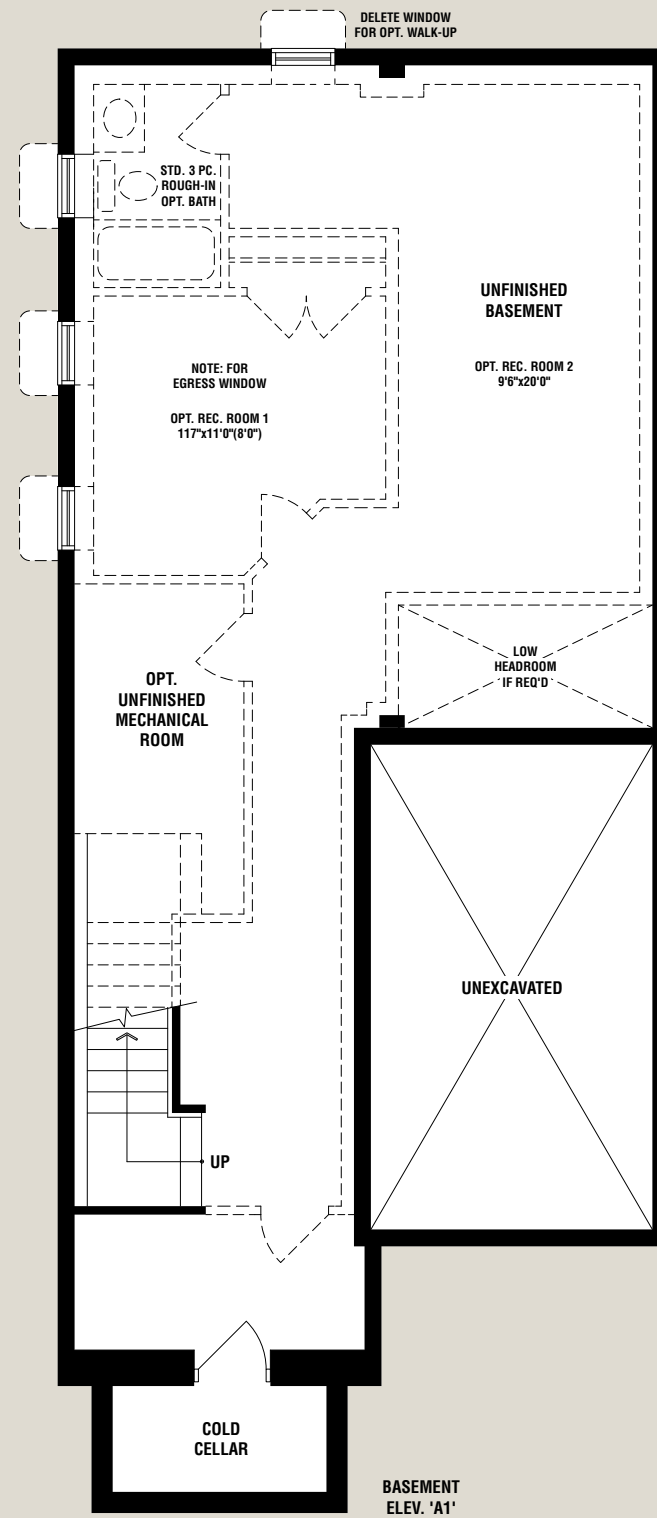 DELETE WINDOW
FOR OPT. WALK-UP
STD. 3 PC.
ROUGH-IN
OPT. BATH
UNFINISHED
BASEMENT
OPT. REC. ROOM 2
9'6"x20'0"
NOTE: FOR
EGRESS WINDOW
OPT. REC. ROOM 1
117"x11'0"(8'0")
LOW
HEADROOM
IF REQ'D
OPT.
UNFINISHED
MECHANICAL
ROOM
UNEXCAVATED
UP
COLD
CELLAR
BASEMENT
ELEV. 'A1'